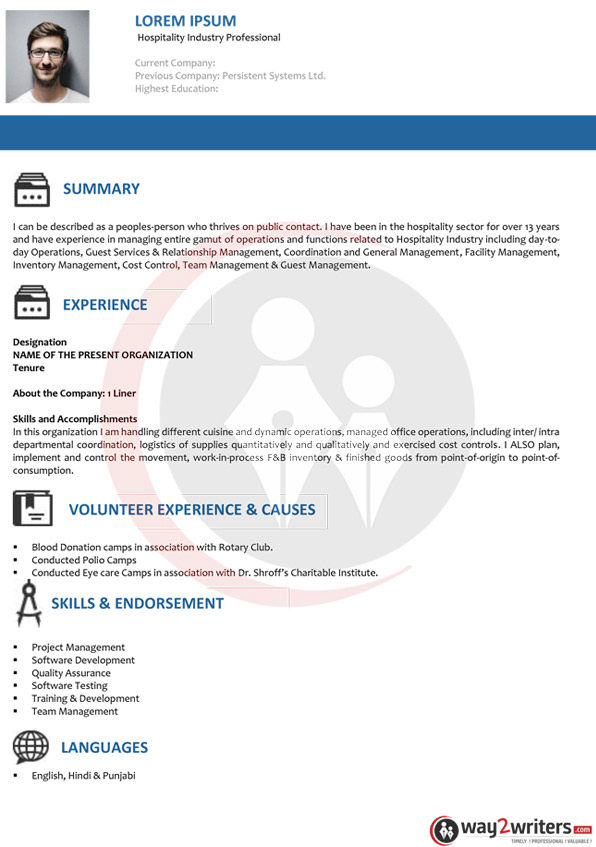 LOREM IPSUM
Hospitality Industry Professional
Current Company:
Previous Company: Persistent Systems Ltd.
Highest Education:
SUMMARY
I can be described as a peoples-person who thrives on public contact. I have been in the hospitality sector for over 13 years
and have experience in managing entire gamut of operations and functions related to Hospitality Industry including day-to-
day Operations, Guest Services & Relationship Management, Coordination and General Management, Facility Management,
Inventory Management, Cost Control, Team Management & Guest Management.
EXPERIENCE
Designation
NAME OF THE PRESENT ORGANIZATION
Tenure
About the Company: 1 Liner
Skills and Accomplishments
In this organization I am handling different cuisine and dynamic operations, managed office operations, including inter/ intra
departmental coordination, logistics of supplies quantitatively and qualitatively and exercised cost controls. I ALSO plan,
implement and control the movement, work-in-process F&B inventory & finished goods from point-of-origin to point-of-
consumption.
VOLUNTEER EXPERIENCE & CAUSES
▪ Blood Donation camps in association with Rotary Club.
▪ Conducted Polio Camps
▪ Conducted Eye care Camps in association with Dr. Shroff's Charitable Institute.
SKILLS & ENDORSEMENT
▪ Project Management
▪ Software Development
▪ Quality Assurance
▪ Software Testing
▪ Training & Development
▪ Team Management
LANGUAGES
▪ English, Hindi & Punjabi
way2writers.com
TIMELY ! PROFESSIONAL ! VALUABLE !